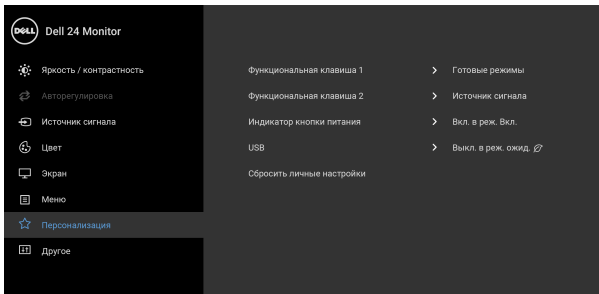 DELL Dell 24 Monitor
Яркость / контрастность
Авторегулировка
Источник сигнала
Цвет
Экран
Меню
Персонализация
Другое
Функциональная клавиша 1 > Готовые режимы
Функциональная клавиша 2 > Источник сигнала
Индикатор кнопки питания > Вкл. в реж. Вкл.
USB > Выкл. в реж. ожид.
Сбросить личные настройки